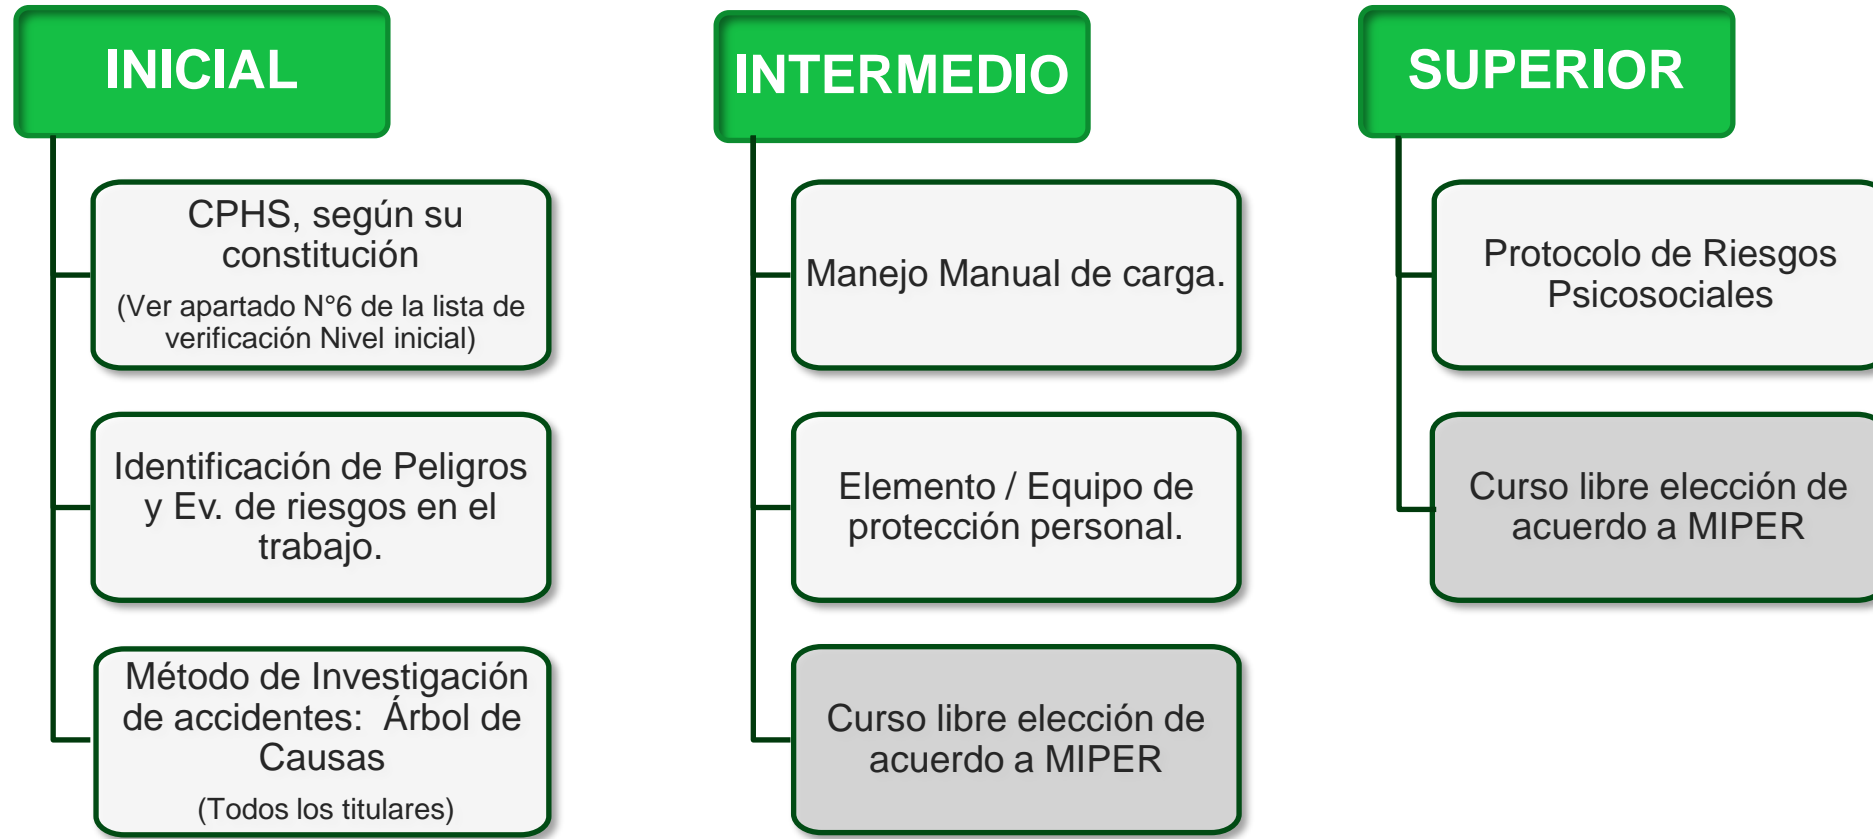 INICIAL
CPHS, según su
constitución
(Ver apartado N°6 de la lista de
verificación Nivel inicial)
Identificación de Peligros
y Ev. de riesgos en el
trabajo.
Método de Investigación
de accidentes: Árbol de
Causas
(Todos los titulares)
INTERMEDIO
Manejo Manual de carga.
Elemento / Equipo de
protección personal.
Curso libre elección de
acuerdo a MIPER
SUPERIOR
Protocolo de Riesgos
Psicosociales
Curso libre elección de
acuerdo a MIPER